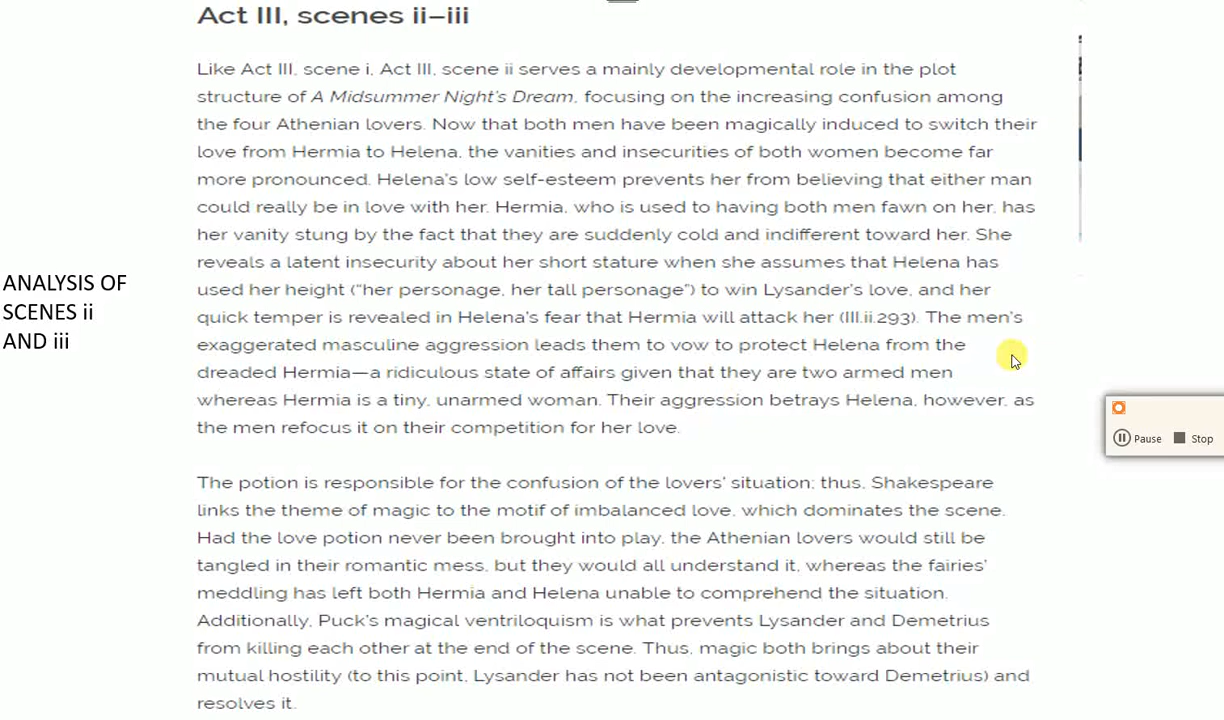 Act III, scenes ii–iii
Like Act III, scene i, Act III, scene ii serves a mainly developmental role in the plot
structure of A Midsummer Night's Dream, focusing on the increasing confusion among
the four Athenian lovers. Now that both men have been magically induced to switch their
love from Hermia to Helena, the vanities and insecurities of both women become far
more pronounced. Helena's low self-esteem prevents her from believing that either man
could really be in love with her. Hermia, who is used to having both men fawn on her, has
her vanity stung by the fact that they are suddenly cold and indifferent toward her. She
reveals a latent insecurity about her short stature when she assumes that Helena has
used her height (“her personage, her tall personage”) to win Lysander's love, and her
quick temper is revealed in Helena's fear that Hermia will attack her (III.ii.293). The men's
exaggerated masculine aggression leads them to vow to protect Helena from the
dreaded Hermia—a ridiculous state of affairs given that they are two armed men
whereas Hermia is a tiny, unarmed woman. Their aggression betrays Helena, however, as
the men refocus it on their competition for her love.
The potion is responsible for the confusion of the lovers' situation; thus, Shakespeare
links the theme of magic to the motif of imbalanced love, which dominates the scene.
Had the love potion never been brought into play, the Athenian lovers would still be
tangled in their romantic mess, but they would all understand it, whereas the fairies'
meddling has left both Hermia and Helena unable to comprehend the situation.
Additionally, Puck's magical ventriloquism is what prevents Lysander and Demetrius
from killing each other at the end of the scene. Thus, magic both brings about their
mutual hostility (to this point, Lysander has not been antagonistic toward Demetrius) and
resolves it.
ANALYSIS OF
SCENES ii
AND iii
Pause Stop